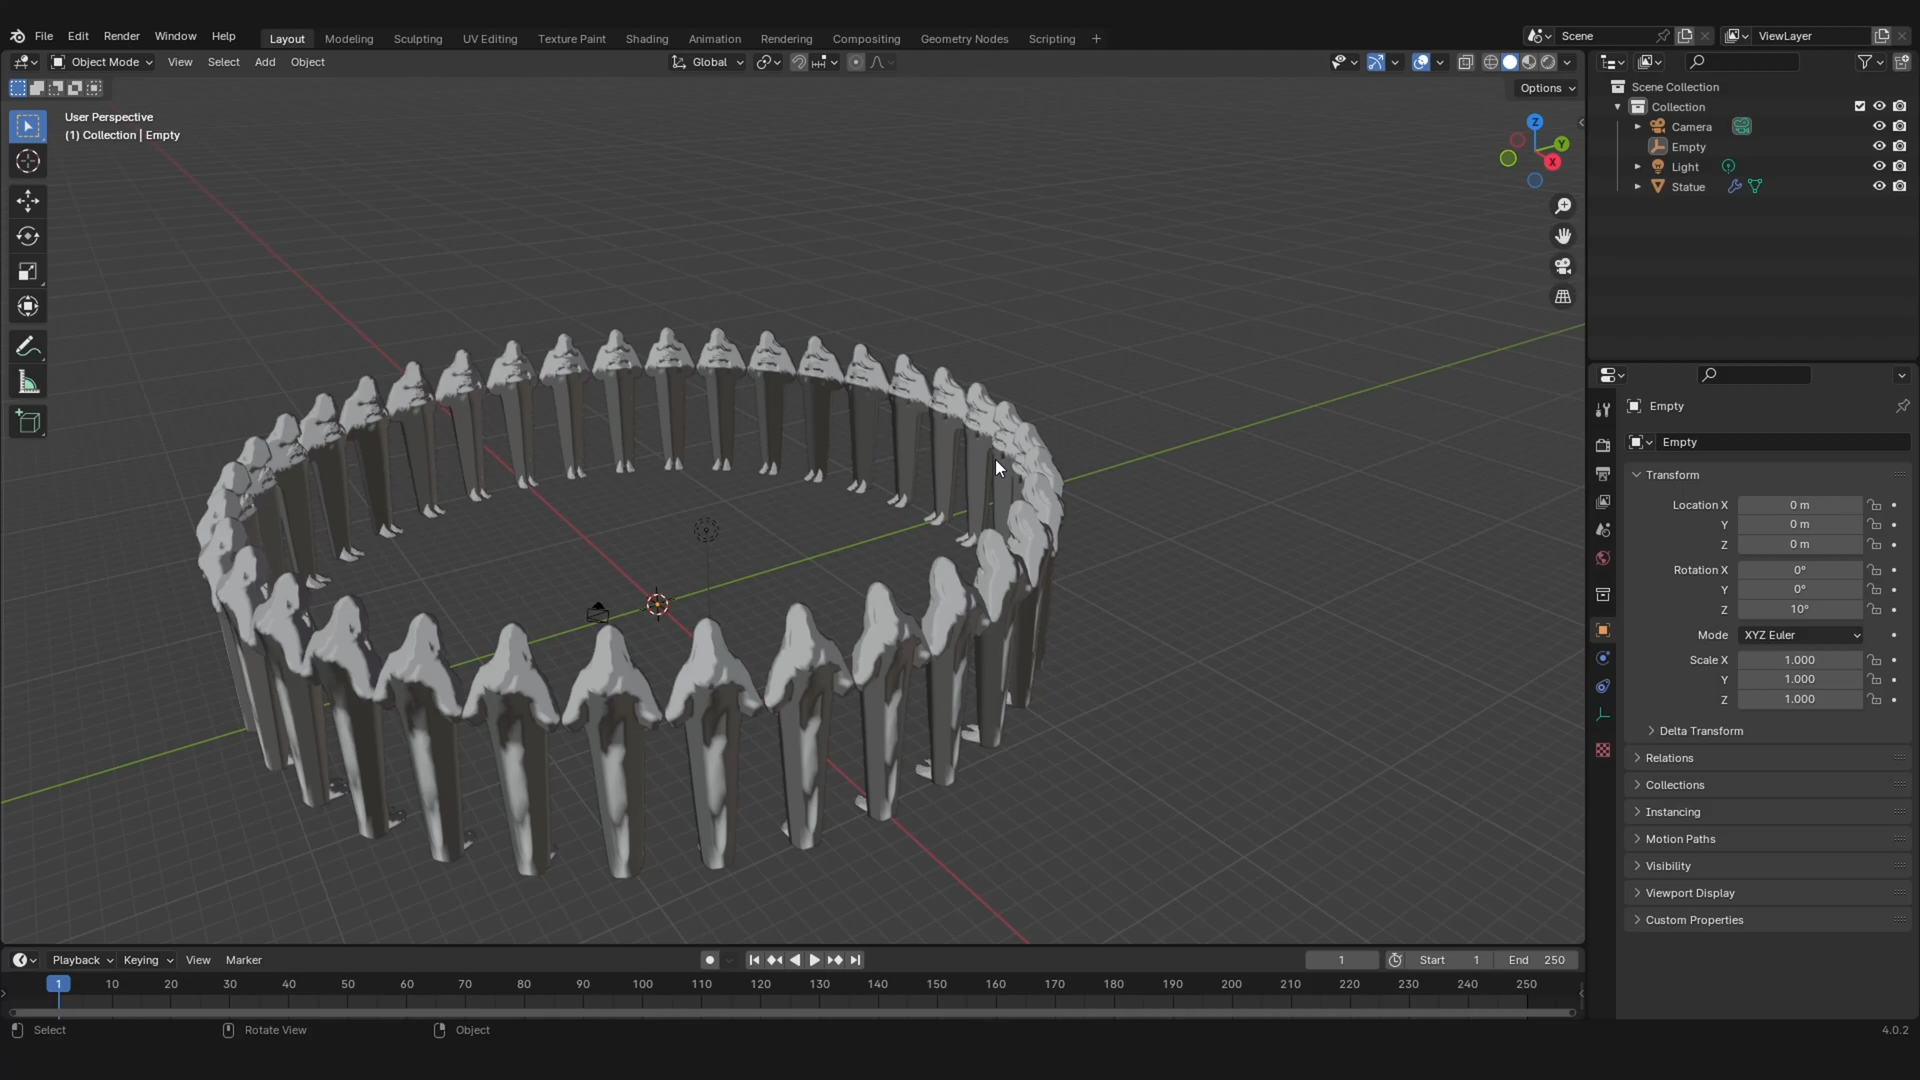 File Edit Render Window Help Layout Modeling Sculpting UV Editing Texture Paint Shading Animation Rendering Compositing Geometry Nodes Scripting + Scene ViewLayer
Object Mode View Select Add Object Global
Options
User Perspective
(1) Collection | Empty
Z
Y
X
Scene Collection
Collection
Camera
Empty
Light
Statue
Empty
Empty
Transform
Location X 0 m
Y 0 m
Z 0 m
Rotation X 0°
Y 0°
Z 10°
Mode XYZ Euler
Scale X 1.000
Y 1.000
Z 1.000
Delta Transform
Relations
Collections
Instancing
Motion Paths
Visibility
Viewport Display
Custom Properties
Playback Keying View Marker 1 Start 1 End 250
1 10 20 30 40 50 60 70 80 90 100 110 120 130 140 150 160 170 180 190 200 210 220 230 240 250
Select Rotate View Object 4.0.2